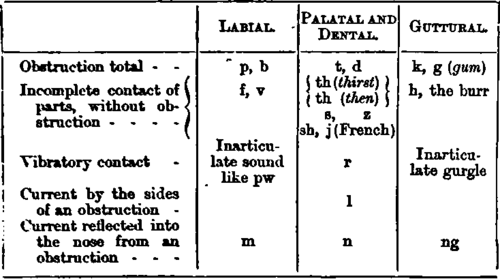 LABIAL. PALATAL AND DENTAL. GUTTURAL.
Obstruction total - - p, b t, d k, g (gum)
Incomplete contact of parts, without obstruction - - - - f, v { th (thirst) } { th (then) } s, z sh, j (French) h, the burr
Vibratory contact - Inarticulate sound like pw r Inarticulate gurgle
Current by the sides of an obstruction - l
Current reflected into the nose from an obstruction - - - m n ng